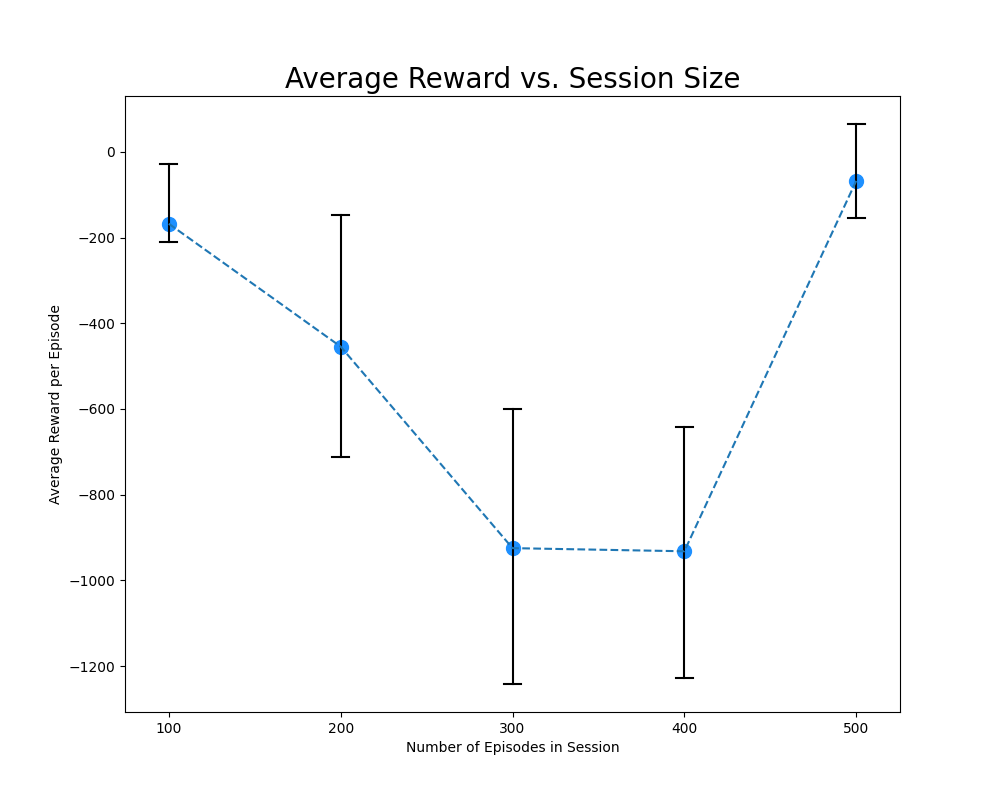 Average Reward vs. Session Size
0
−200
−400
−600
−800
−1000
−1200
Average Reward per Episode
100 200 300 400 500
Number of Episodes in Session